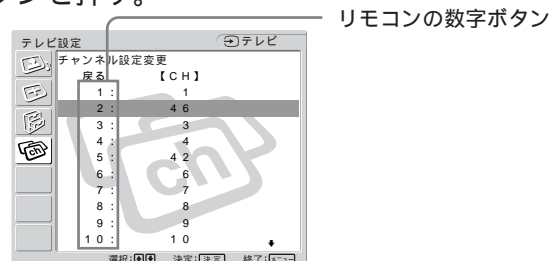 ンを押す。
リモコンの数字ボタン
テレビ設定 テレビ
チャンネル設定変更
戻る 【CH】
1: 1
2: 46
3: 3
4: 4
5: 42
6: 6
7: 7
8: 8
9: 9
10: 10
選択: 決定:決定 終了:メニュー
ch
ch